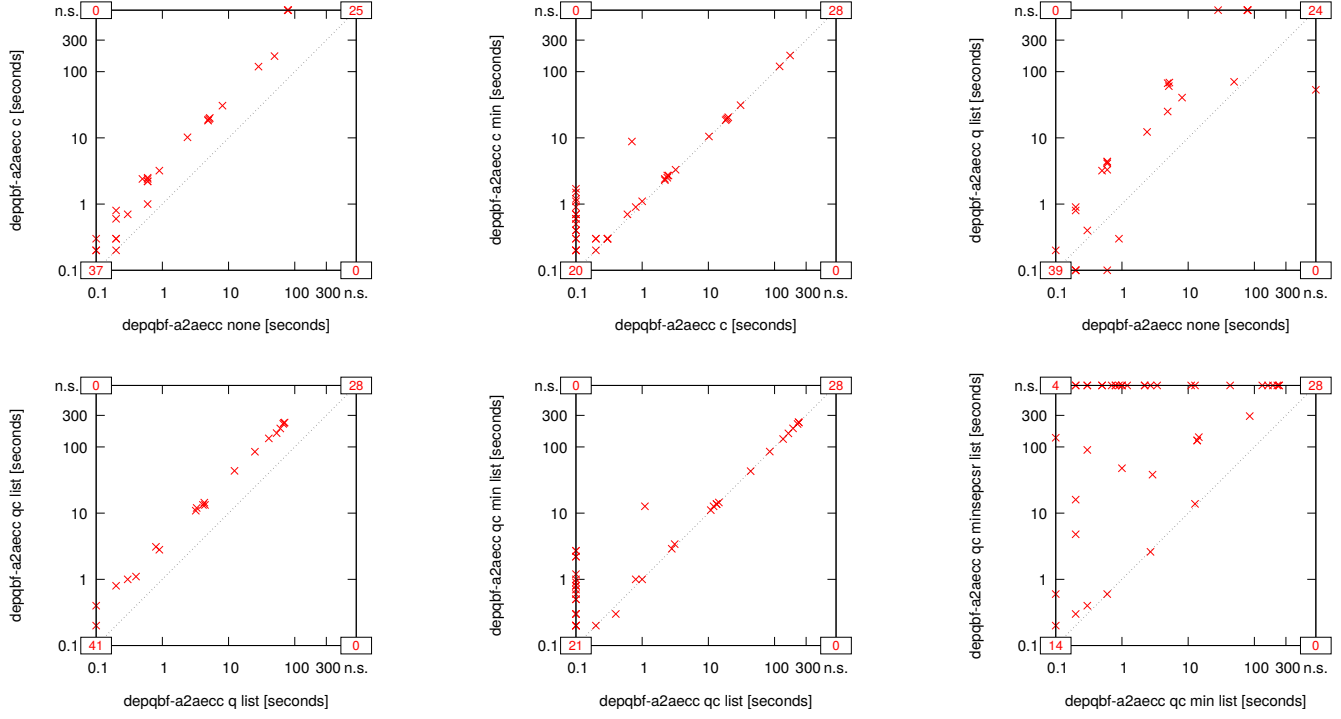 n.s. 0 25
300
100
10
1
0.1 37 0
0.1 1 10 100 300 n.s.
depqbf-a2aecc none [seconds]
depqbf-a2aecc c [seconds]
n.s. 0 28
300
100
10
1
0.1 20 0
0.1 1 10 100 300 n.s.
depqbf-a2aecc c [seconds]
depqbf-a2aecc c min [seconds]
n.s. 0 24
300
100
10
1
0.1 39 0
0.1 1 10 100 300 n.s.
depqbf-a2aecc none [seconds]
depqbf-a2aecc q list [seconds]
n.s. 0 28
300
100
10
1
0.1 41 0
0.1 1 10 100 300 n.s.
depqbf-a2aecc q list [seconds]
depqbf-a2aecc qc list [seconds]
n.s. 0 28
300
100
10
1
0.1 21 0
0.1 1 10 100 300 n.s.
depqbf-a2aecc qc list [seconds]
depqbf-a2aecc qc min list [seconds]
n.s. 4 28
300
100
10
1
0.1 14 0
0.1 1 10 100 300 n.s.
depqbf-a2aecc qc min list [seconds]
depqbf-a2aecc qc minsepcsr list [seconds]